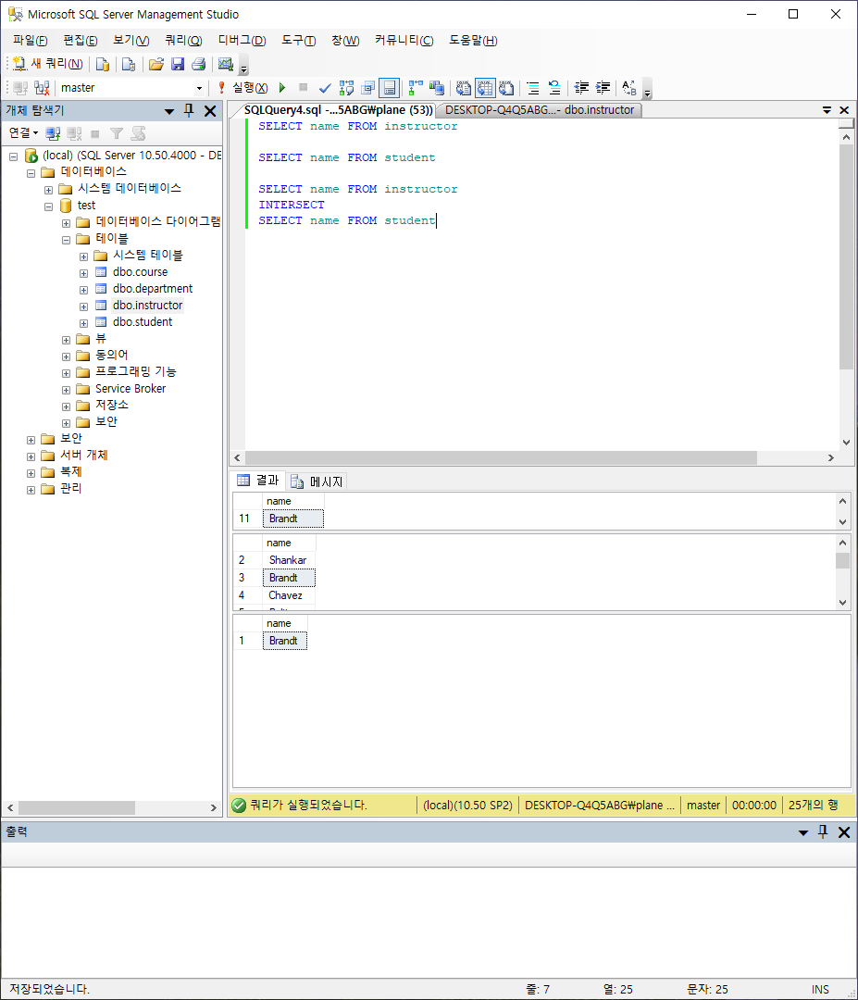 Microsoft SQL Server Management Studio
파일(F) 편집(E) 보기(V) 쿼리(Q) 디버그(D) 도구(T) 창(W) 커뮤니티(C) 도움말(H)
새 쿼리(N)
master 실행(X)
개체 탐색기
연결
(local) (SQL Server 10.50.4000 - DE
데이터베이스
시스템 데이터베이스
test
데이터베이스 다이어그램
테이블
시스템 테이블
dbo.course
dbo.department
dbo.instructor
dbo.student
뷰
동의어
프로그래밍 기능
Service Broker
저장소
보안
보안
서버 개체
복제
관리
SQLQuery4.sql -...5ABG₩plane (53)) DESKTOP-Q4Q5ABG...- dbo.instructor
SELECT name FROM instructor
SELECT name FROM student
SELECT name FROM instructor
INTERSECT
SELECT name FROM student
결과 메시지
name
11 Brandt
name
2 Shankar
3 Brandt
4 Chavez
name
1 Brandt
쿼리가 실행되었습니다. (local)(10.50 SP2) DESKTOP-Q4Q5ABG₩plane ... master 00:00:00 25개의 행
출력
저장되었습니다. 줄: 7 열: 25 문자: 25 INS